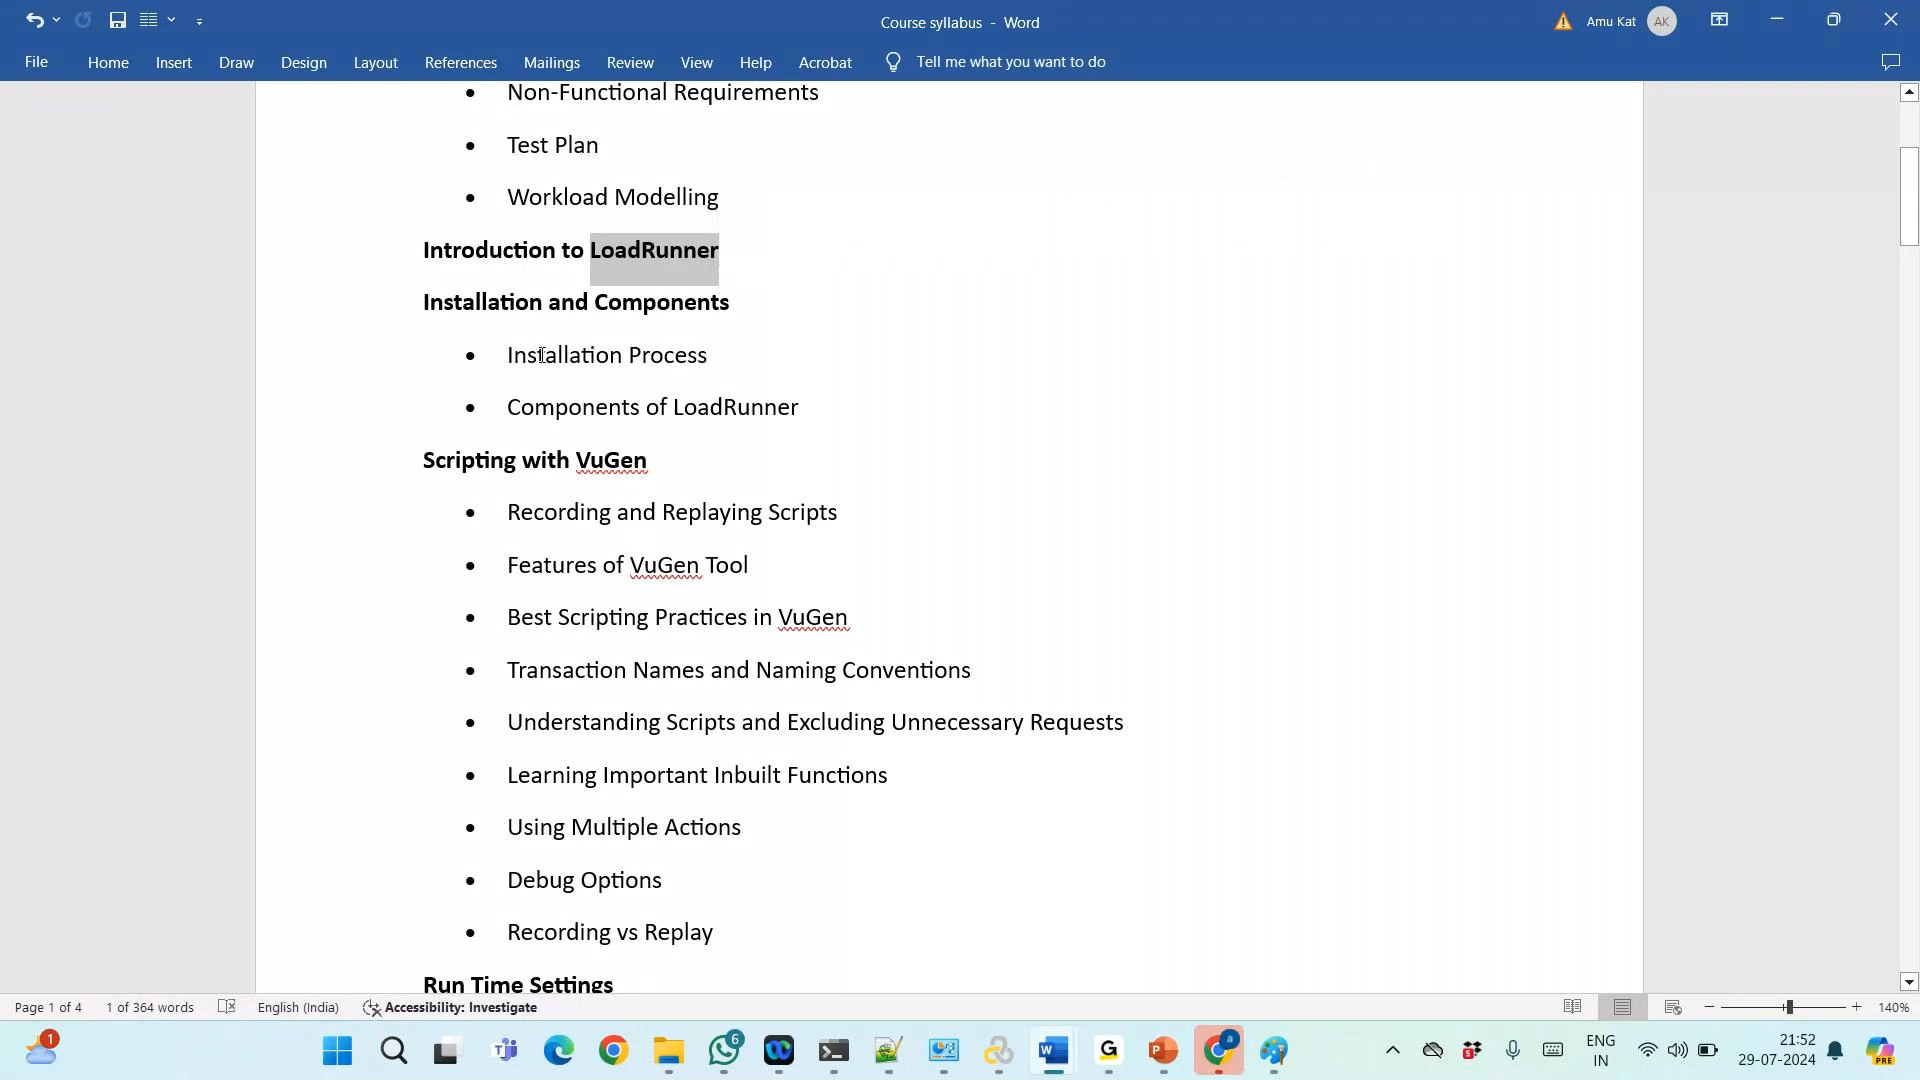 Course syllabus - Word
Amu Kat
AK
File
Home
Insert
Draw
Design
Layout
References
Mailings
Review
View
Help
Acrobat
Tell me what you want to do
• Non-Functional Requirements
• Test Plan
• Workload Modelling
Introduction to LoadRunner
Installation and Components
• Installation Process
• Components of LoadRunner
Scripting with VuGen
• Recording and Replaying Scripts
• Features of VuGen Tool
• Best Scripting Practices in VuGen
• Transaction Names and Naming Conventions
• Understanding Scripts and Excluding Unnecessary Requests
• Learning Important Inbuilt Functions
• Using Multiple Actions
• Debug Options
• Recording vs Replay
Run Time Settings
Page 1 of 4
1 of 364 words
English (India)
Accessibility: Investigate
140%
1
6
W
G
P
a
5
ENG
IN
21:52
29-07-2024
PRE